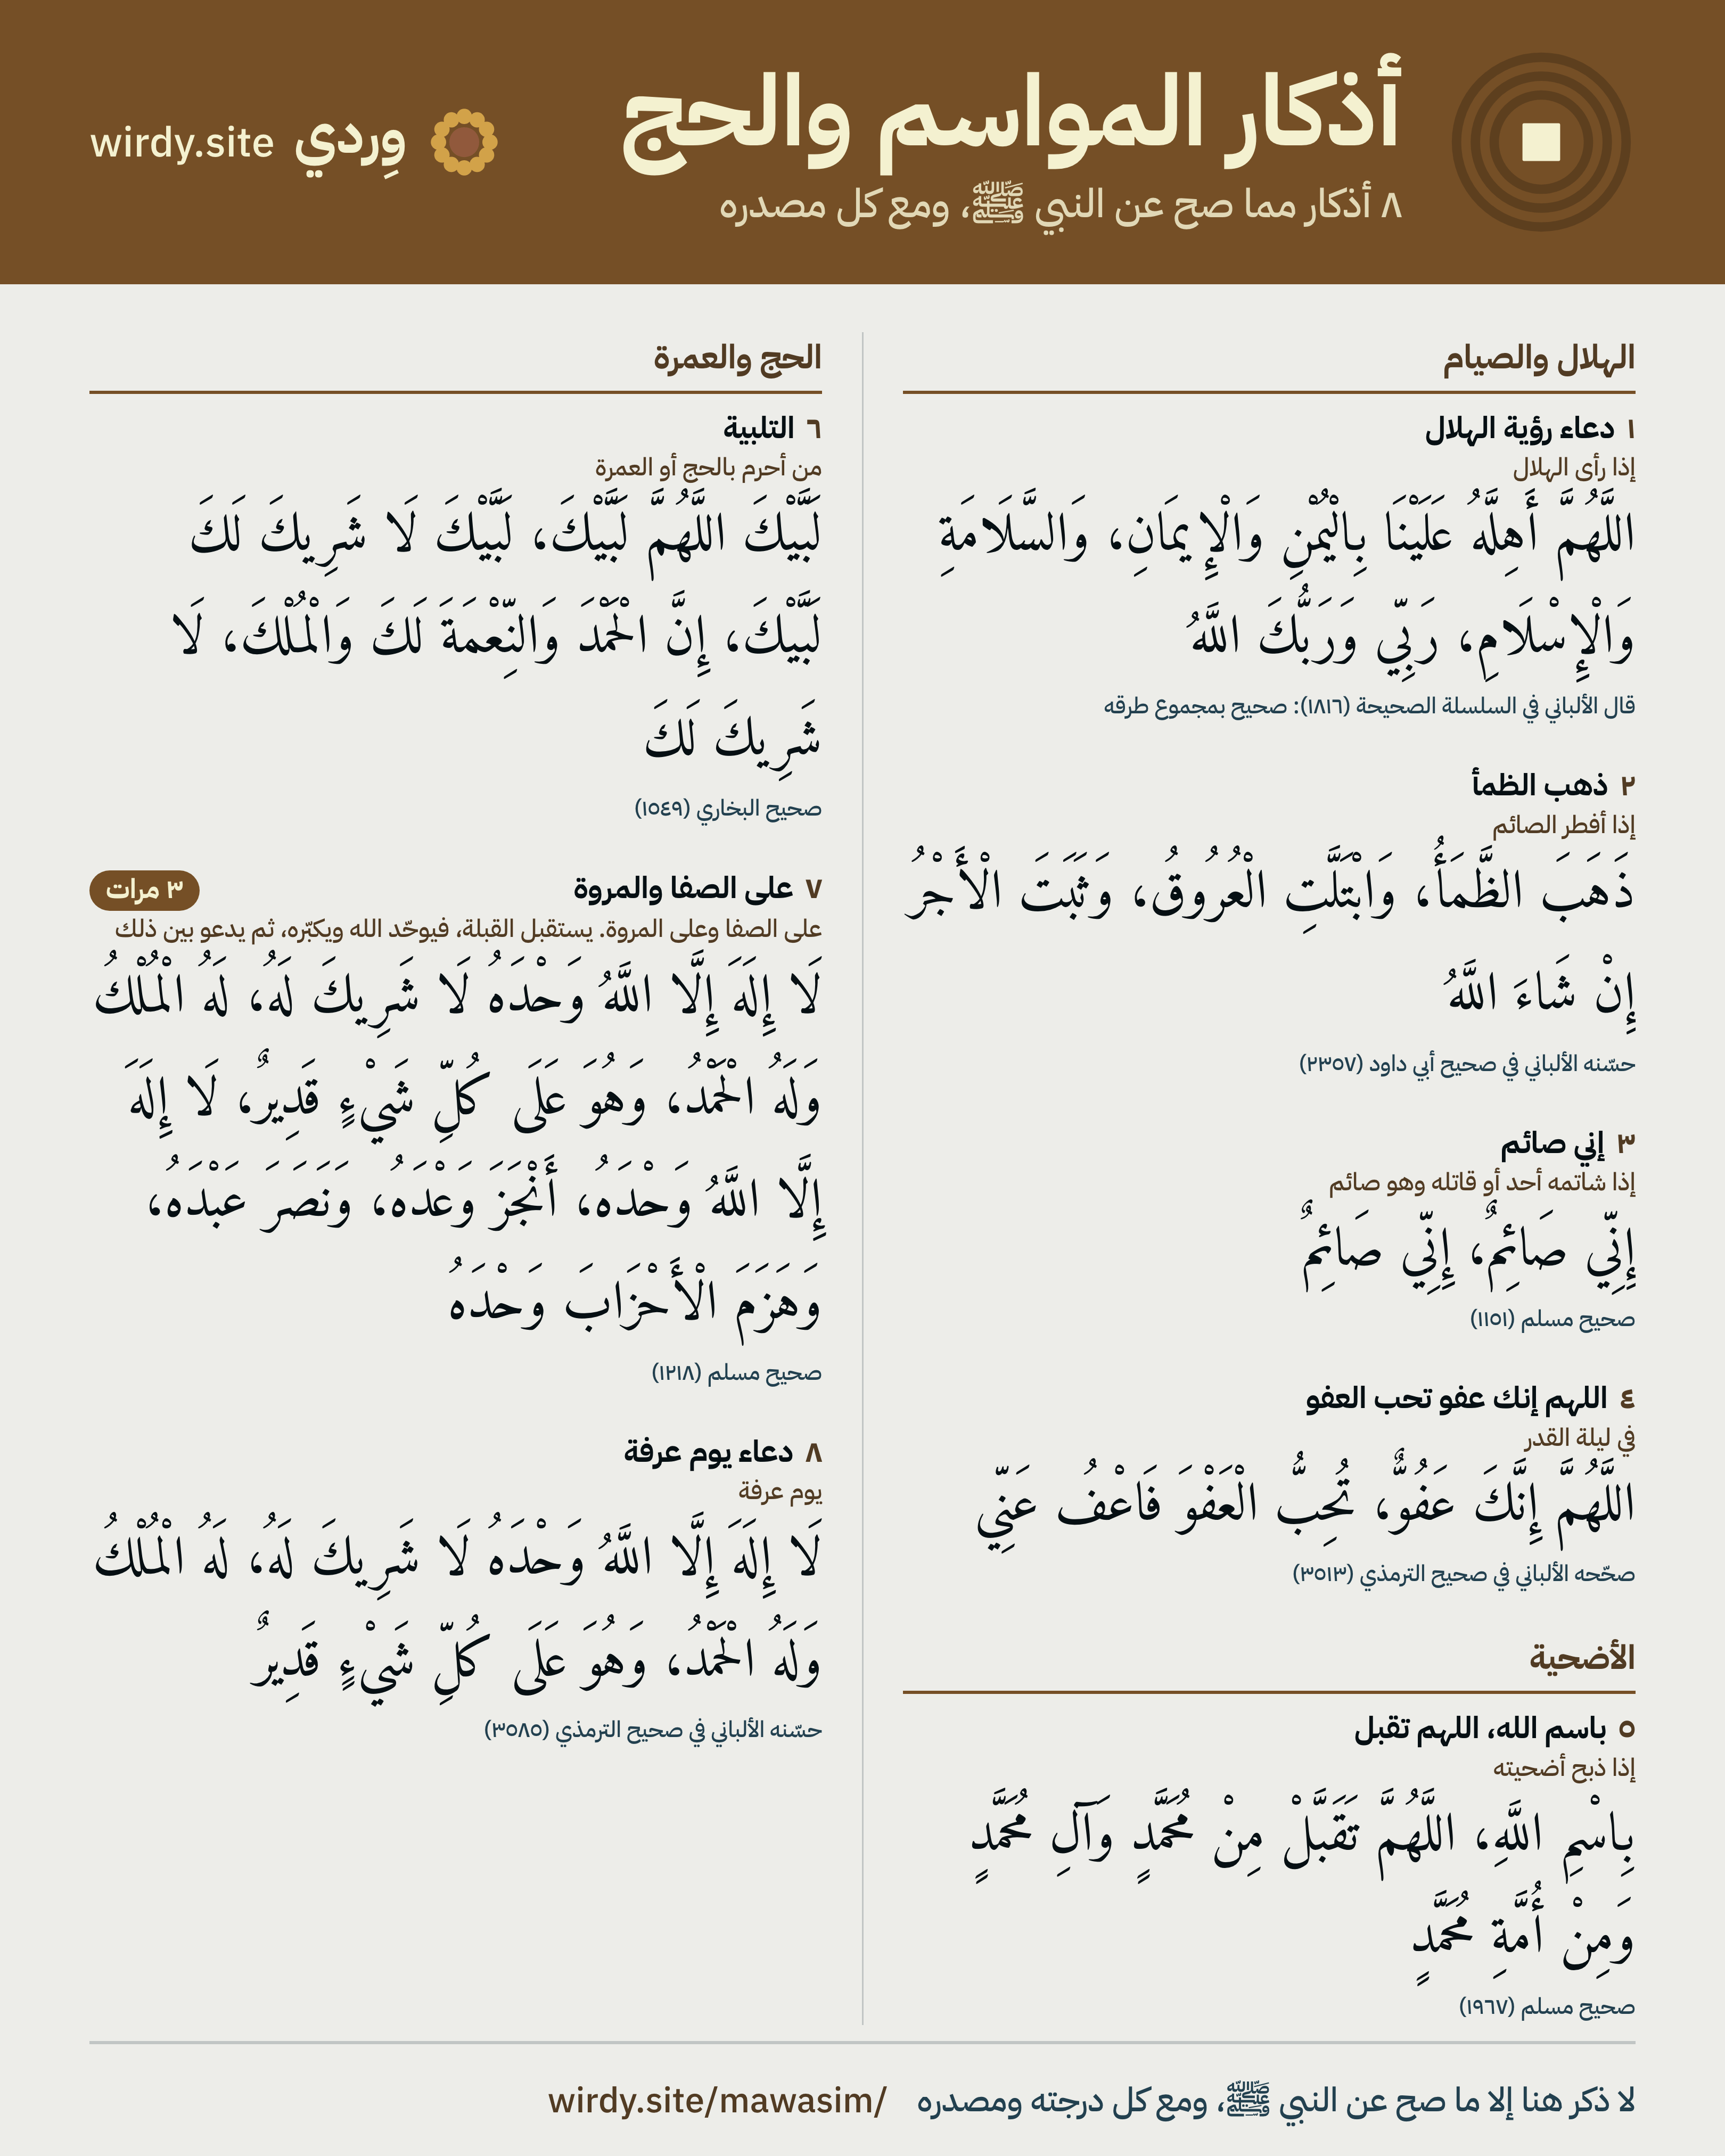 أذكار المواسم والحج
٨ أذكار مما صح عن النبي ﷺ، ومع كل مصدره
وِردي wirdy.site
الهلال والصيام
١ دعاء رؤية الهلال
إذا رأى الهلال
اللَّهُمَّ أَهِلَّهُ عَلَيْنَا بِالْيُمْنِ وَالْإِيمَانِ، وَالسَّلَامَةِ
وَالْإِسْلَامِ، رَبِّي وَرَبُّكَ اللَّهُ
قال الألباني في السلسلة الصحيحة (١٨١٦): صحيح بمجموع طرقه
٢ ذهب الظمأ
إذا أفطر الصائم
ذَهَبَ الظَّمَأُ، وَابْتَلَّتِ الْعُرُوقُ، وَثَبَتَ الْأَجْرُ
إِنْ شَاءَ اللَّهُ
حسّنه الألباني في صحيح أبي داود (٢٣٥٧)
٣ إني صائم
إذا شاتمه أحد أو قاتله وهو صائم
إِنِّي صَائِمٌ، إِنِّي صَائِمٌ
صحيح مسلم (١١٥١)
٤ اللهم إنك عفو تحب العفو
في ليلة القدر
اللَّهُمَّ إِنَّكَ عَفُوٌّ، تُحِبُّ الْعَفْوَ فَاعْفُ عَنِّي
صحّحه الألباني في صحيح الترمذي (٣٥١٣)
الأضحية
٥ باسم الله، اللهم تقبل
إذا ذبح أضحيته
بِاسْمِ اللَّهِ، اللَّهُمَّ تَقَبَّلْ مِنْ مُحَمَّدٍ وَآلِ مُحَمَّدٍ
وَمِنْ أُمَّةِ مُحَمَّدٍ
صحيح مسلم (١٩٦٧)
الحج والعمرة
٦ التلبية
من أحرم بالحج أو العمرة
لَبَّيْكَ اللَّهُمَّ لَبَّيْكَ، لَبَّيْكَ لَا شَرِيكَ لَكَ
لَبَّيْكَ، إِنَّ الْحَمْدَ وَالنِّعْمَةَ لَكَ وَالْمُلْكَ، لَا
شَرِيكَ لَكَ
صحيح البخاري (١٥٤٩)
٧ على الصفا والمروة
٣ مرات
على الصفا وعلى المروة. يستقبل القبلة، فيوحّد الله ويكبّره، ثم يدعو بين ذلك
لَا إِلَهَ إِلَّا اللَّهُ وَحْدَهُ لَا شَرِيكَ لَهُ، لَهُ الْمُلْكُ
وَلَهُ الْحَمْدُ، وَهُوَ عَلَى كُلِّ شَيْءٍ قَدِيرٌ، لَا إِلَهَ
إِلَّا اللَّهُ وَحْدَهُ، أَنْجَزَ وَعْدَهُ، وَنَصَرَ عَبْدَهُ،
وَهَزَمَ الْأَحْزَابَ وَحْدَهُ
صحيح مسلم (١٢١٨)
٨ دعاء يوم عرفة
يوم عرفة
لَا إِلَهَ إِلَّا اللَّهُ وَحْدَهُ لَا شَرِيكَ لَهُ، لَهُ الْمُلْكُ
وَلَهُ الْحَمْدُ، وَهُوَ عَلَى كُلِّ شَيْءٍ قَدِيرٌ
حسّنه الألباني في صحيح الترمذي (٣٥٨٥)
لا ذكر هنا إلا ما صح عن النبي ﷺ، ومع كل درجته ومصدره wirdy.site/mawasim/